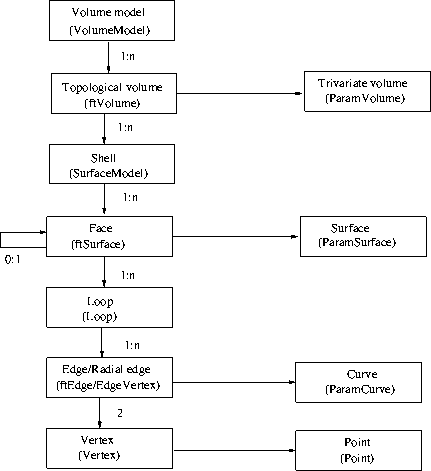 Volume model
(VolumeModel)
1:n
Topological volume
(ftVolume)
Trivariate volume
(ParamVolume)
1:n
Shell
(SurfaceModel)
1:n
Face
(ftSurface)
Surface
(ParamSurface)
0:1
1:n
Loop
(Loop)
1:n
Edge/Radial edge
(ftEdge/EdgeVertex)
Curve
(ParamCurve)
2
Vertex
(Vertex)
Point
(Point)